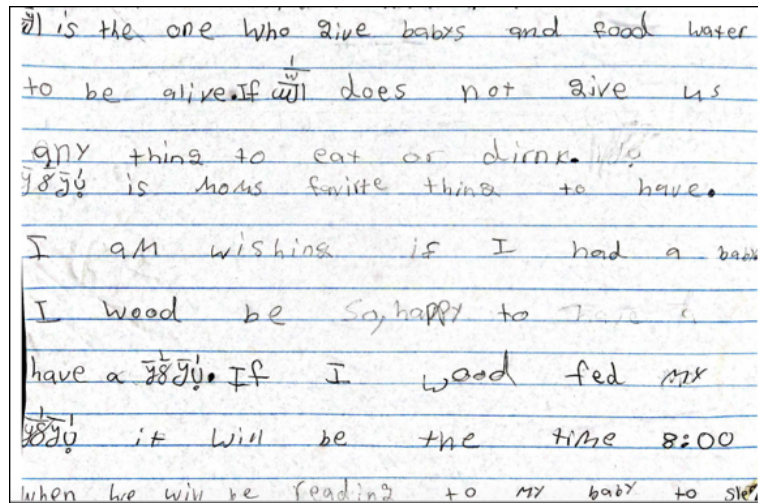 is the one who give babys and food water
to be alive.If does not give us
any thing to eat or dirnk.
is moms favirte thing to have.
I am wishing if I had a baby
I wood be So, happy to
have a If I wood fed my
it will be the time 8:00
when we will be reading to my baby to sleep